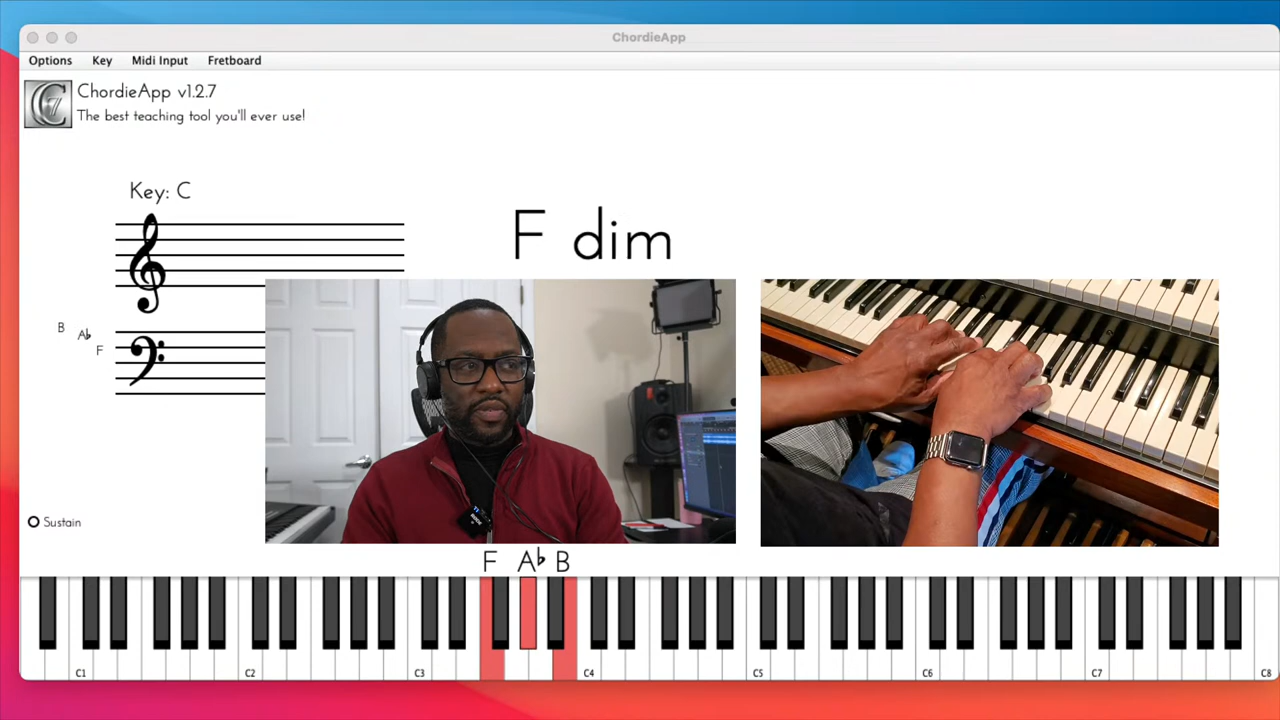 ChordieApp
Options Key Midi Input Fretboard
ChordieApp v1.2.7
The best teaching tool you'll ever use!
Key: C
F dim
B
A♭
F
Sustain
F A♭ B
C1 C2 C3 C4 C5 C6 C7 C8